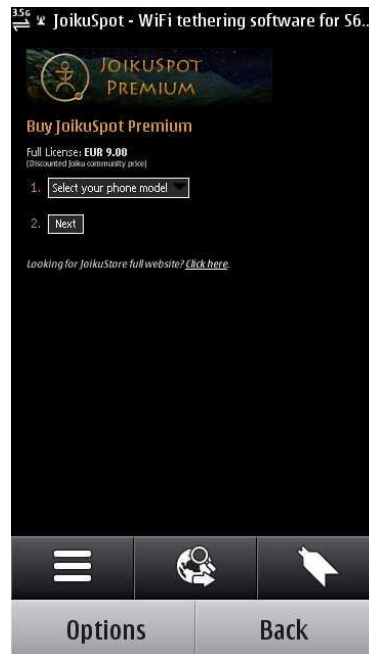 3.5G JoikuSpot - WiFi tethering software for S6..
JOIKUSPOT
PREMIUM
Buy JoikuSpot Premium
Full License: EUR 9.00
(Discounted Joiku community price)
1. Select your phone model
2. Next
Looking for JoikuStore full website? Click here.
Options Back